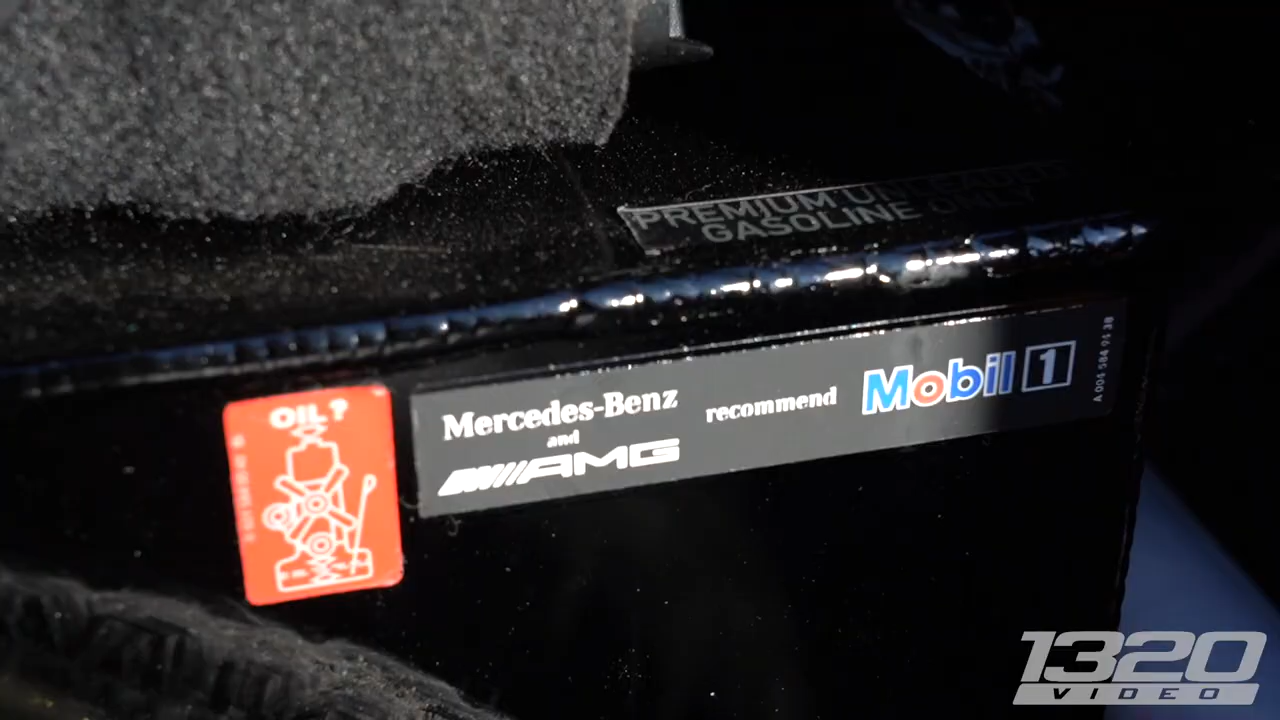 PREMIUM UNLEADED
GASOLINE ONLY
OIL ?
Mercedes-Benz
and
AMG
recommend
Mobil 1
1320
VIDEO